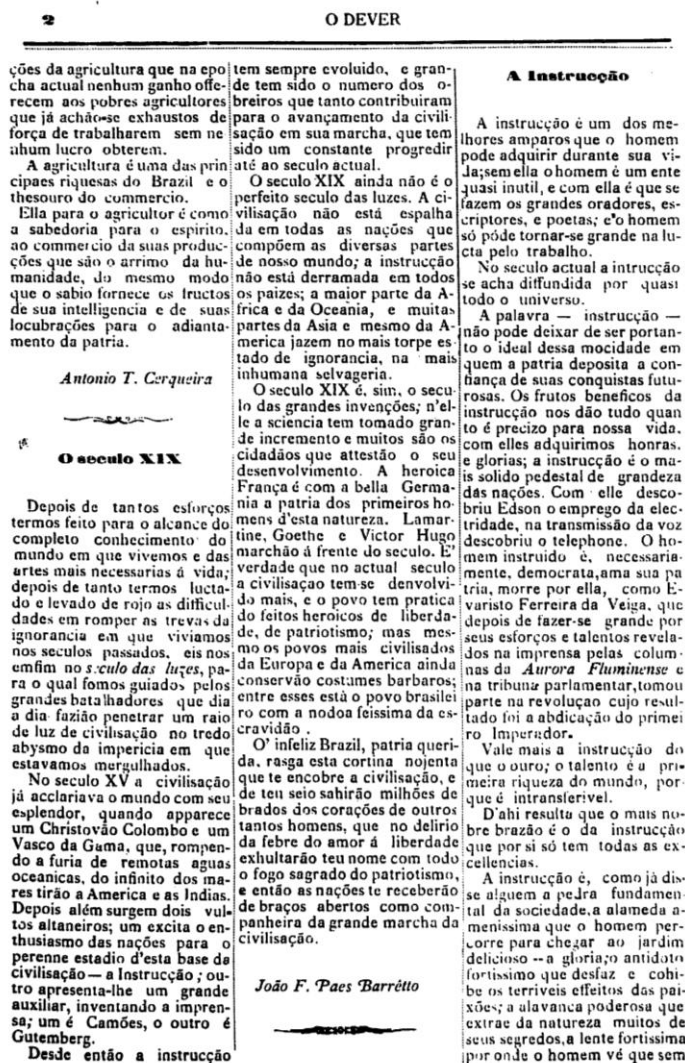 2
O DEVER
ções da agricultura que na epo
cha actual nenhum ganho offe-
recem aos pobres agricultores
que já achão-se exhaustos de
força de trabalharem sem ne
nhum lucro obterem.
A agricultura é uma das prin
cipaes riquesas do Brazil e o
thesouro do commercio.
Ella para o agricultor é como
a sabedoria para o espirito,
ao commercio da suas produc-
ções que são o arrimo da hu-
manidade, do mesmo modo
que o sabio fornece os fructos
de sua intelligencia e de suas
locubrações para o adianta-
mento da patria.
Antonio T. Cerqueira
O seculo XIX
Depois de tantos esforços
termos feito para o alcance do
completo conhecimento do
mundo em que vivemos e das
artes mais necessarias á vida;
depois de tanto termos lucta-
do e levado de rojo as difficul-
dades em romper as trevas da
ignorancia em que viviamos
nos seculos passados, eis nos
emfim no seculo das luzes, pa-
ra o qual fomos guiados pelos
grandes batalhadores que dia
a dia fazião penetrar um raio
de luz de civilisação no tredo
abysmo da impericia em que
estavamos mergulhados.
No seculo XV a civilisação
já acclariava o mundo com seu
esplendor, quando apparece
um Christovão Colombo e um
Vasco da Gama, que, rompen-
do a furia de remotas aguas
oceanicas, do infinito dos ma-
res tirão a America e as Indias.
Depois além surgem dois vul-
tos altaneiros; um excita o en-
thusiasmo das nações para o
perenne estadio d'esta base da
civilisação — a Instrucção ; ou-
tro apresenta-lhe um grande
auxiliar, inventando a impren-
sa; um é Camões, o outro é
Gutemberg.
Desde então a instrucção
tem sempre evoluido, e gran-
de tem sido o numero dos o-
breiros que tanto contribuiram
para o avançamento da civili
sação em sua marcha, que tem
sido um constante progredir
até ao seculo actual.
O seculo XIX ainda não é o
perfeito seculo das luzes. A ci-
vilisação não está espalha
da em todas as nações que
compõem as diversas partes
de nosso mundo; a instrucção
não está derramada em todos
os paizes; a maior parte da A-
frica e da Oceania, e muitas
partes da Asia e mesmo da A-
merica jazem no mais torpe es
tado de ignorancia, na mais
inhumana selvageria.
O seculo XIX é, sim, o secu
lo das grandes invenções; n'el-
le a sciencia tem tomado gran-
de incremento e muitos são os
cidadãos que attestão o seu
desenvolvimento. A heroica
França é com a bella Germa-
nia a patria dos primeiros ho-
mens d'esta natureza. Lamar-
tine, Goethe e Victor Hugo
marchão á frente do seculo. E'
verdade que no actual seculo
a civilisaçao tem-se denvolvi-
do mais, e o povo tem pratica
do feitos heroicos de liberda-
de, de patriotismo; mas mes-
mo os povos mais civilisados
da Europa e da America ainda
conservão costumes barbaros;
entre esses está o povo brasilei
ro com a nodoa feissima da es-
cravidão .
O' infeliz Brazil, patria queri-
da, rasga esta cortina nojenta
que te encobre a civilisação, e
de teu seio sahirão milhões de
brados dos corações de outros
tantos homens, que no delirio
da febre do amor á liberdade
exhultarão teu nome com todo
o fogo sagrado do patriotismo,
e então as nações te receberão
de braços abertos como com-
panheira da grande marcha da
civilisação.
João F. Paes Barrêtto
A Instrucção
A instrucção é um dos me-
lhores amparos que o homem
pode adquirir durante sua vi-
da; sem ella o homem é um ente
quasi inutil, e com ella é que se
fazem os grandes oradores, es-
criptores, e poetas; e'o homem
só póde tornar-se grande na lu-
cta pelo trabalho.
No seculo actual a intrucção
se acha diffundida por quasi
todo o universo.
A palavra — instrucção —
não pode deixar de ser portan-
to o ideal dessa mocidade em
quem a patria deposita a con-
fiança de suas conquistas futu-
rosas. Os frutos beneficos da
instrucção nos dão tudo quan
to é precizo para nossa vida.
com elles adquirimos honras.
e glorias; a instrucção é o ma-
is solido pedestal de grandeza
das nações. Com elle desco-
briu Edson o emprego da elec-
tridade, na transmissão da voz
descobriu o telephone. O ho-
mem instruido é, necessaria-
mente, democrata,ama sua pa
tria, morre por ella, como E-
varisto Ferreira da Veiga, que
depois de fazer-se grande por
seus esforços e talentos revela-
dos na imprensa pelas colum-
nas da Aurora Fluminense e
na tribuna parlamentar,tomou
parte na revoluçao cujo resul-
tado foi a abdicação do primei
ro Imperador.
Vale mais a instrucção do
que o ouro; o talento é a pri-
meira riqueza do mundo, por-
que é intransferivel.
D'ahi resulta que o mais no-
bre brazão é o da instrucção
que por si só tem todas as ex-
cellencias.
A instrucção é, como já dis-
se alguem a pedra fundamen-
tal da sociedade,a alameda a-
menissima que o homem per-
corre para chegar ao jardim
delicioso -- a gloria;o antidoto
fortissimo que desfaz e cohi-
be os terriveis effeitos das pai-
xões; a alavanca poderosa que
extrae da natureza muitos de
seus segredos,a lente fortissima
por onde o homem vé que sem